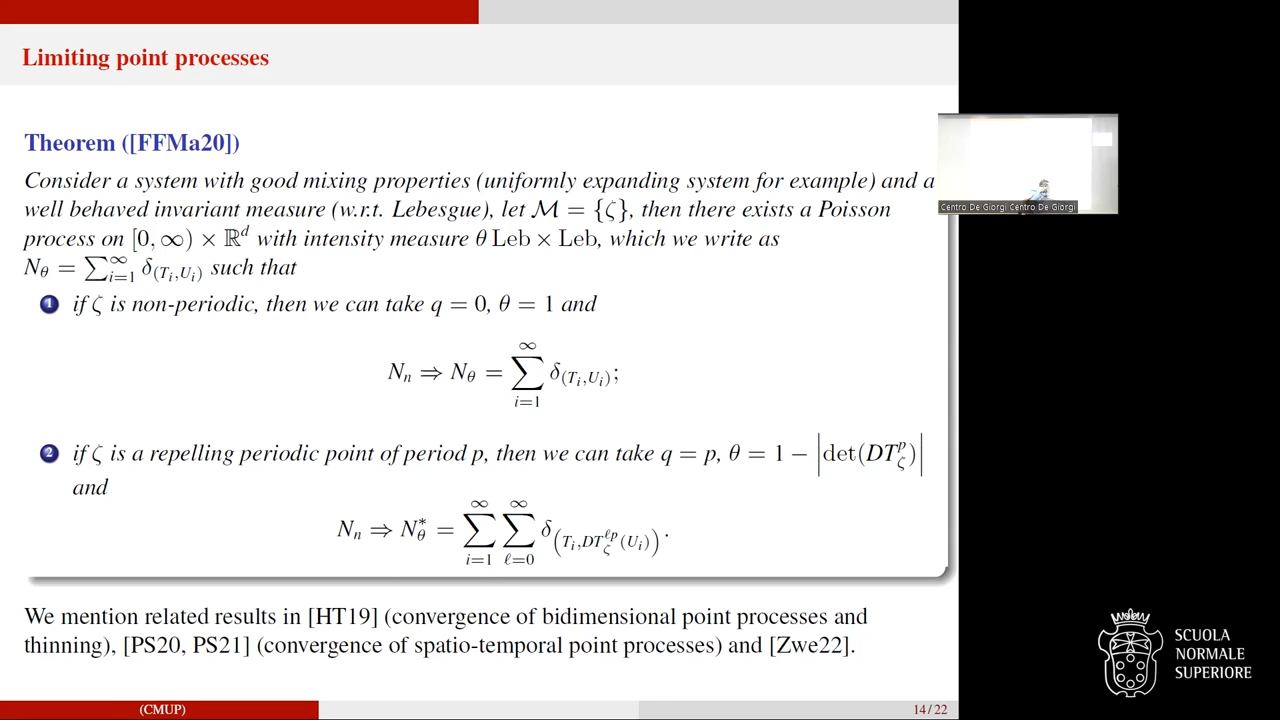 Limiting point processes
Theorem ([FFMa20])
Consider a system with good mixing properties (uniformly expanding system for example) and a
well behaved invariant measure (w.r.t. Lebesgue), let ℳ = {ζ}, then there exists a Poisson
process on [0, ∞) × ℝ^d with intensity measure θ Leb × Leb, which we write as
N_θ = ∑_{i=1}^∞ δ_{(T_i,U_i)} such that
1 if ζ is non-periodic, then we can take q = 0, θ = 1 and
N_n ⇒ N_θ = ∑_{i=1}^∞ δ_{(T_i,U_i)};
2 if ζ is a repelling periodic point of period p, then we can take q = p, θ = 1 − |det(DT_ζ^p)|
and
N_n ⇒ N_θ^* = ∑_{i=1}^∞ ∑_{ℓ=0}^∞ δ_{(T_i,DT_ζ^{ℓp}(U_i))}.
We mention related results in [HT19] (convergence of bidimensional point processes and
thinning), [PS20, PS21] (convergence of spatio-temporal point processes) and [Zwe22].
(CMUP)
14 / 22
Centro De Giorgi Centro De Giorgi
SCUOLA
NORMALE
SUPERIORE